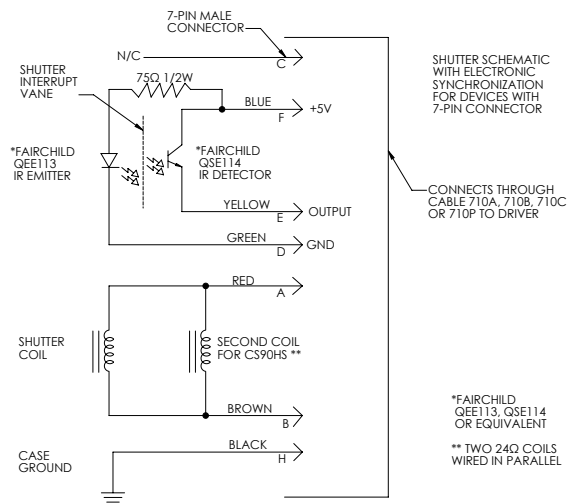 7-PIN MALE
CONNECTOR
N/C
C
SHUTTER
INTERRUPT
VANE
75Ω 1/2W
BLUE
F
+5V
SHUTTER SCHEMATIC
WITH ELECTRONIC
SYNCHRONIZATION
FOR DEVICES WITH
7-PIN CONNECTOR
*FAIRCHILD
QEE113
IR EMITTER
*FAIRCHILD
QSE114
IR DETECTOR
CONNECTS THROUGH
CABLE 710A, 710B, 710C
OR 710P TO DRIVER
YELLOW
E
OUTPUT
GREEN
D
GND
RED
A
SHUTTER
COIL
SECOND COIL
FOR CS90HS **
BROWN
B
*FAIRCHILD
QEE113, QSE114
OR EQUIVALENT
BLACK
H
CASE
GROUND
** TWO 24Ω COILS
WIRED IN PARALLEL